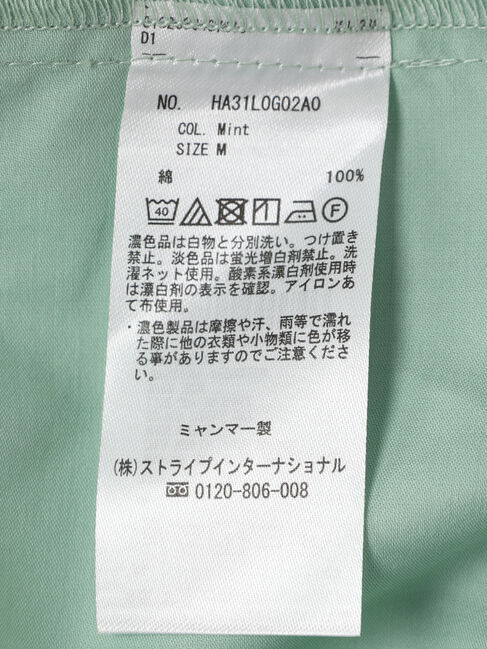 D1
NO. HA31L0G02A0
COL. Mint
SIZE M
綿 100%
40 F
濃色品は白物と分別洗い。つけ置き
禁止。淡色品は蛍光増白剤禁止。洗
濯ネット使用。酸素系漂白剤使用時
は漂白剤の表示を確認。アイロンあ
て布使用。
・濃色製品は摩擦や汗、雨等で濡れ
た際に他の衣類や小物類に色が移
る事がありますのでご注意くださ
い。
ミャンマー製
(株)ストライプインターナショナル
0120-806-008